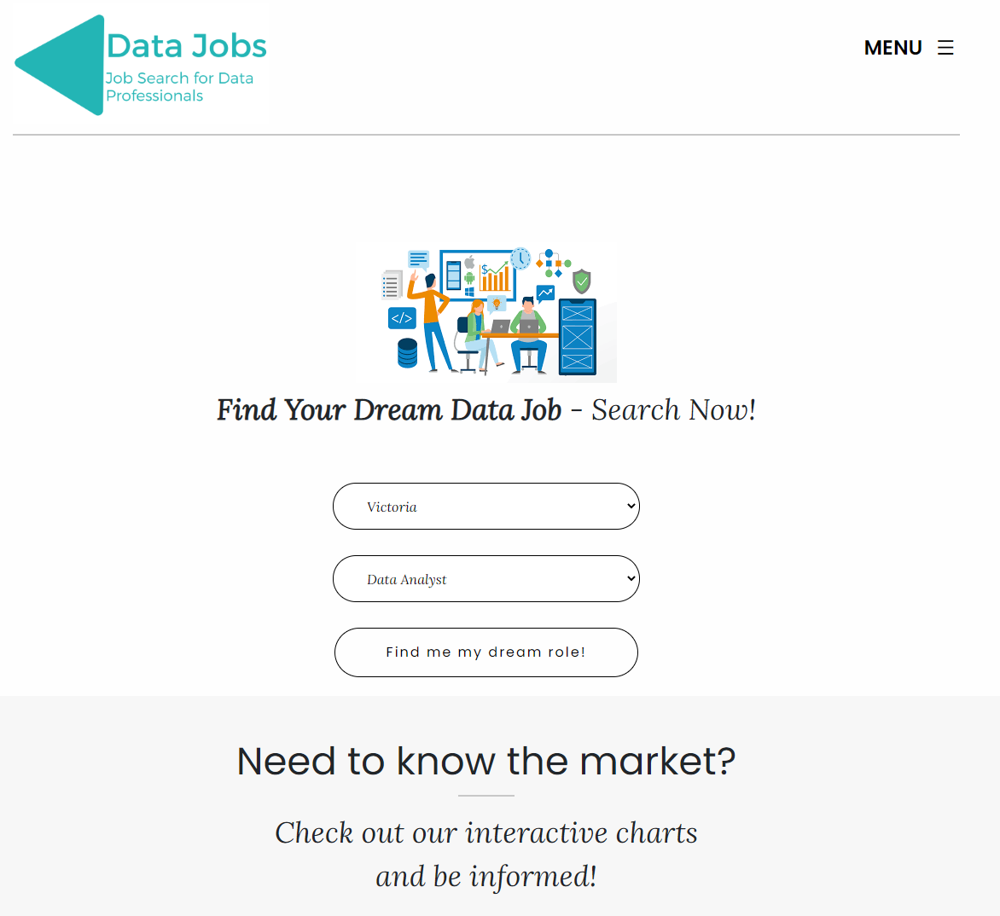 Data Jobs
Job Search for Data
Professionals
MENU
$
</>
Find Your Dream Data Job - Search Now!
Victoria
Data Analyst
Find me my dream role!
Need to know the market?
Check out our interactive charts
and be informed!